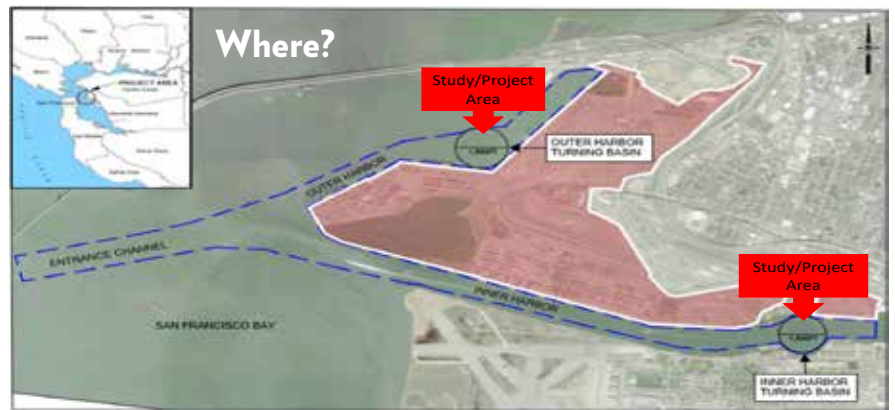 Where?
PROJECT AREA
Study/Project
Area
OUTER HARBOR
TURNING BASIN
OUTER HARBOR
ENTRANCE CHANNEL
INNER HARBOR
SAN FRANCISCO BAY
Study/Project
Area
INNER HARBOR
TURNING BASIN